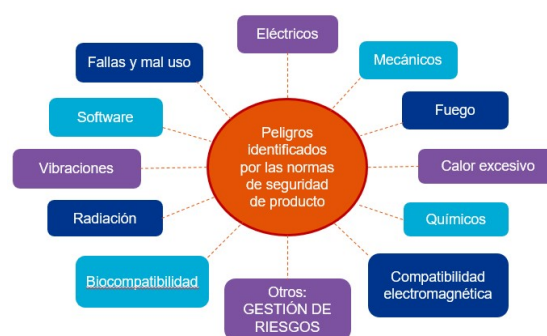 Eléctricos
Fallas y mal uso
Mecánicos
Software
Fuego
Peligros
identificados
por las normas
de seguridad
de producto
Vibraciones
Calor excesivo
Radiación
Químicos
Biocompatibilidad
Compatibilidad
electromagnética
Otros:
GESTIÓN DE
RIESGOS